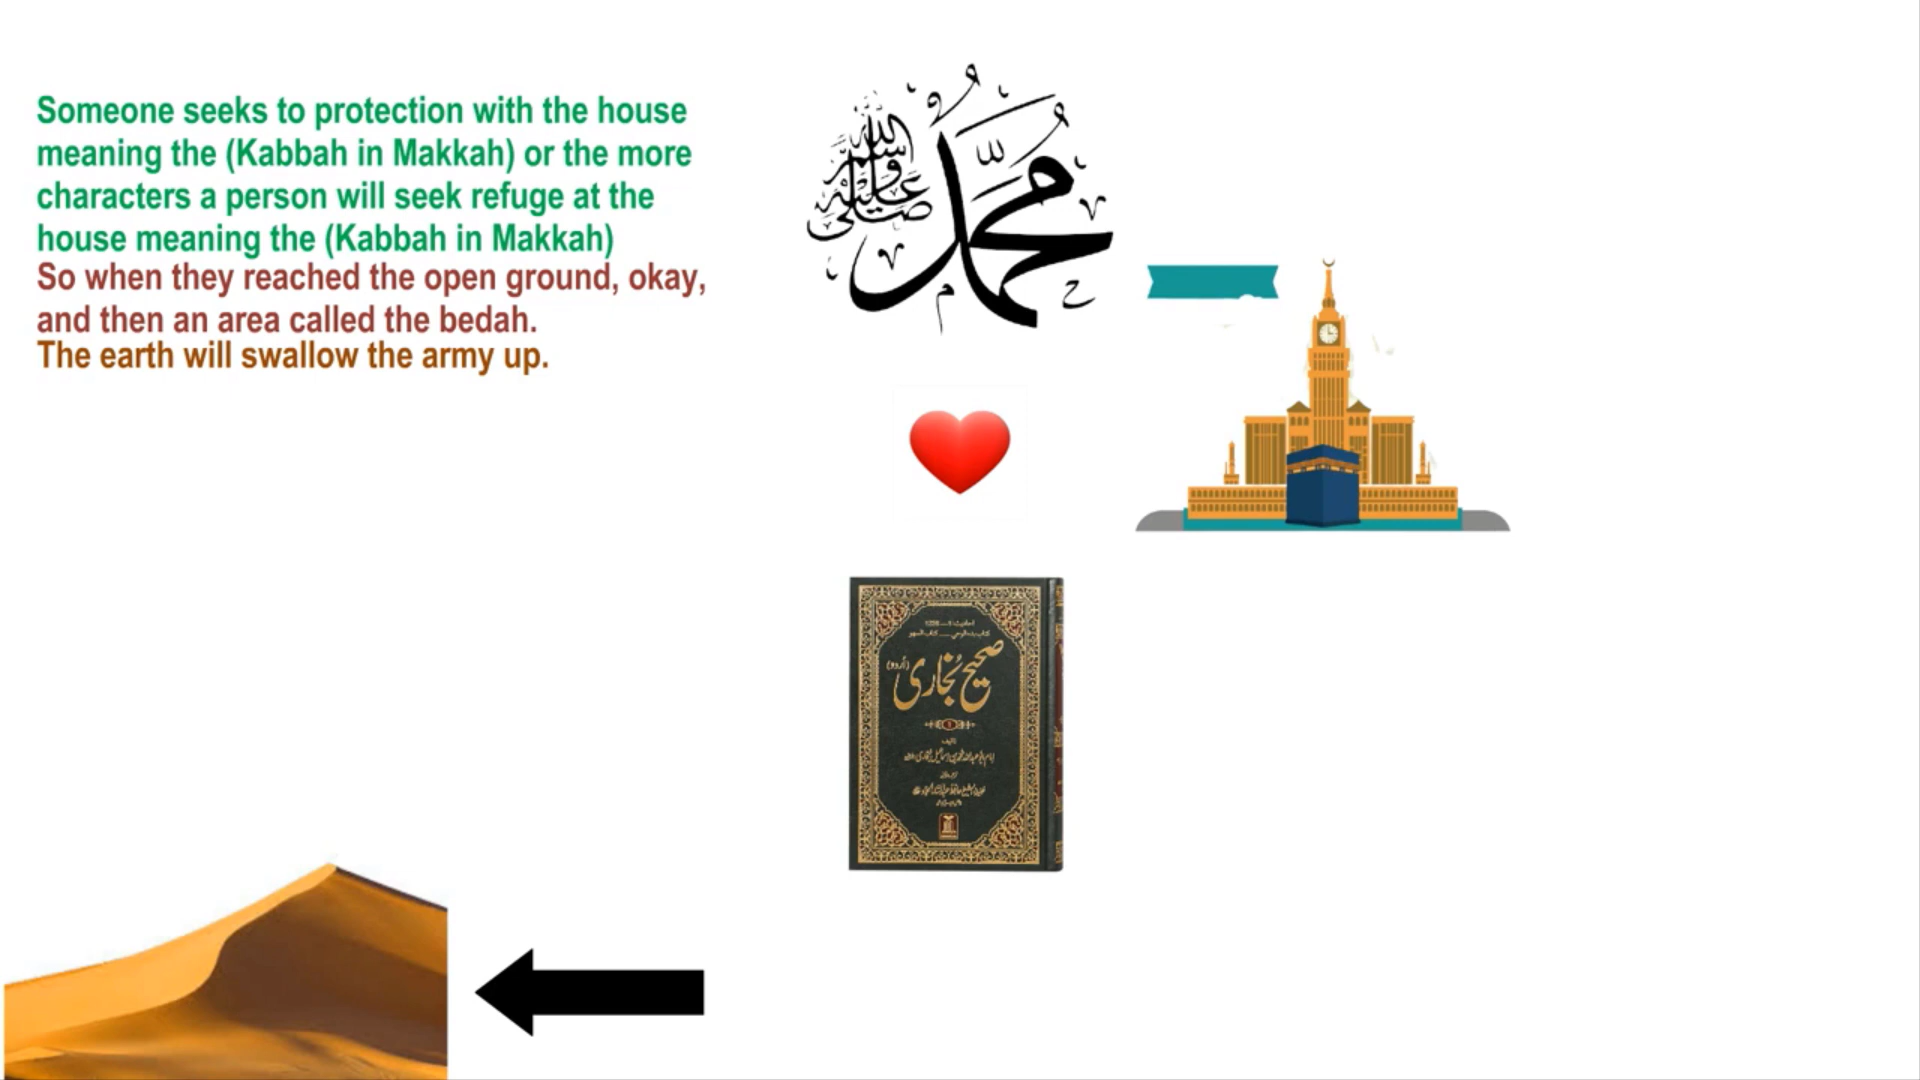 Someone seeks to protection with the house
meaning the (Kabbah in Makkah) or the more
characters a person will seek refuge at the
house meaning the (Kabbah in Makkah)
So when they reached the open ground, okay,
and then an area called the bedah.
The earth will swallow the army up.
محمد
صلى الله عليه وسلم
صحیح بخاری
(اردو)